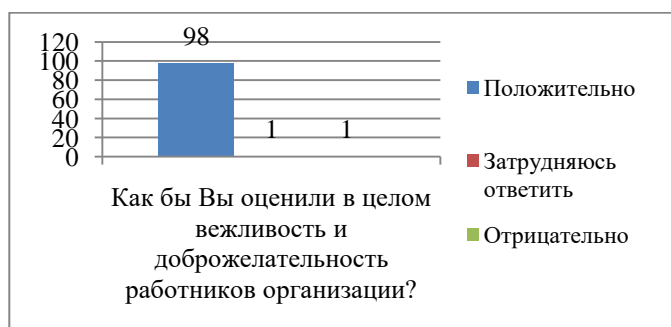 98
120
100
80
60
40
20
0
1 1
Как бы Вы оценили в целом
вежливость и
доброжелательность
работников организации?
Положительно
Затрудняюсь
ответить
Отрицательно